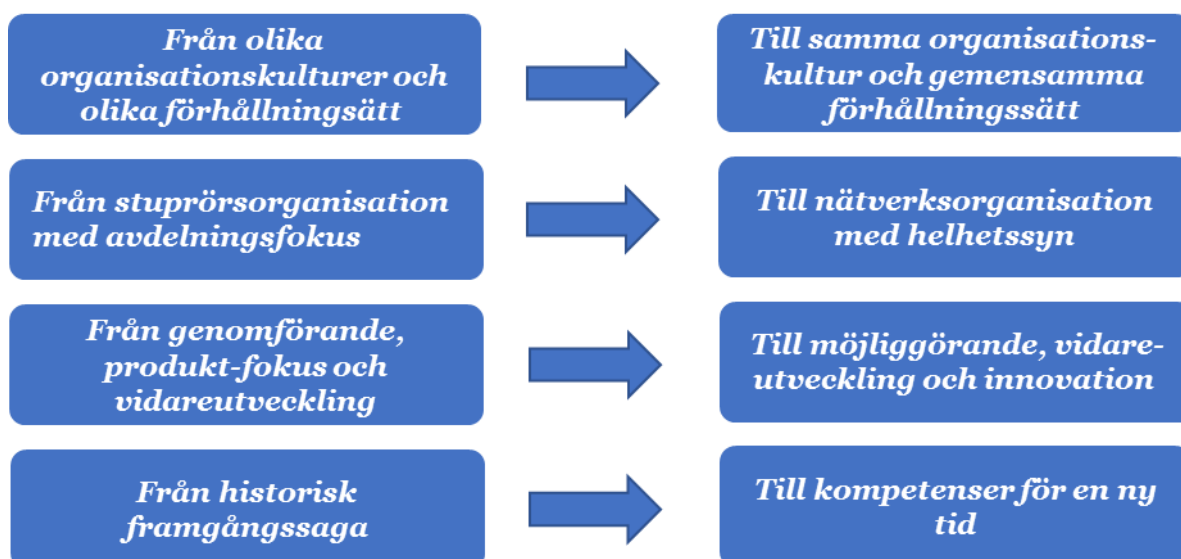 Från olika
organisationskulturer och
olika förhållningsätt
Till samma organisations-
kultur och gemensamma
förhållningssätt
Från stuprörsorganisation
med avdelningsfokus
Till nätverksorganisation
med helhetssyn
Från genomförande,
produkt-fokus och
vidareutveckling
Till möjliggörande, vidare-
utveckling och innovation
Från historisk
framgångssaga
Till kompetenser för en ny
tid